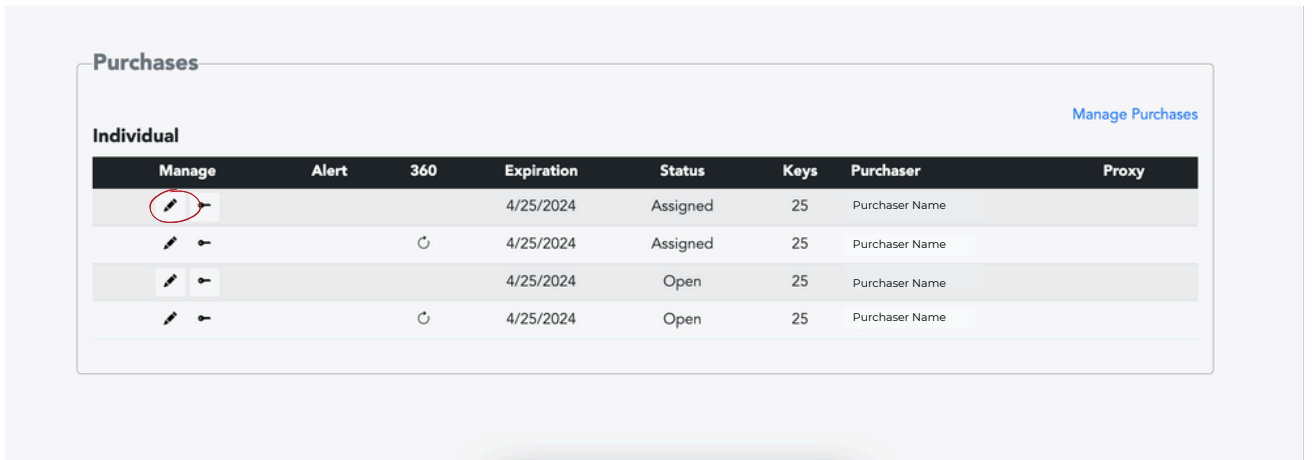 Purchases
Manage Purchases
Individual
Manage Alert 360 Expiration Status Keys Purchaser Proxy
4/25/2024 Assigned 25 Purchaser Name
4/25/2024 Assigned 25 Purchaser Name
4/25/2024 Open 25 Purchaser Name
4/25/2024 Open 25 Purchaser Name